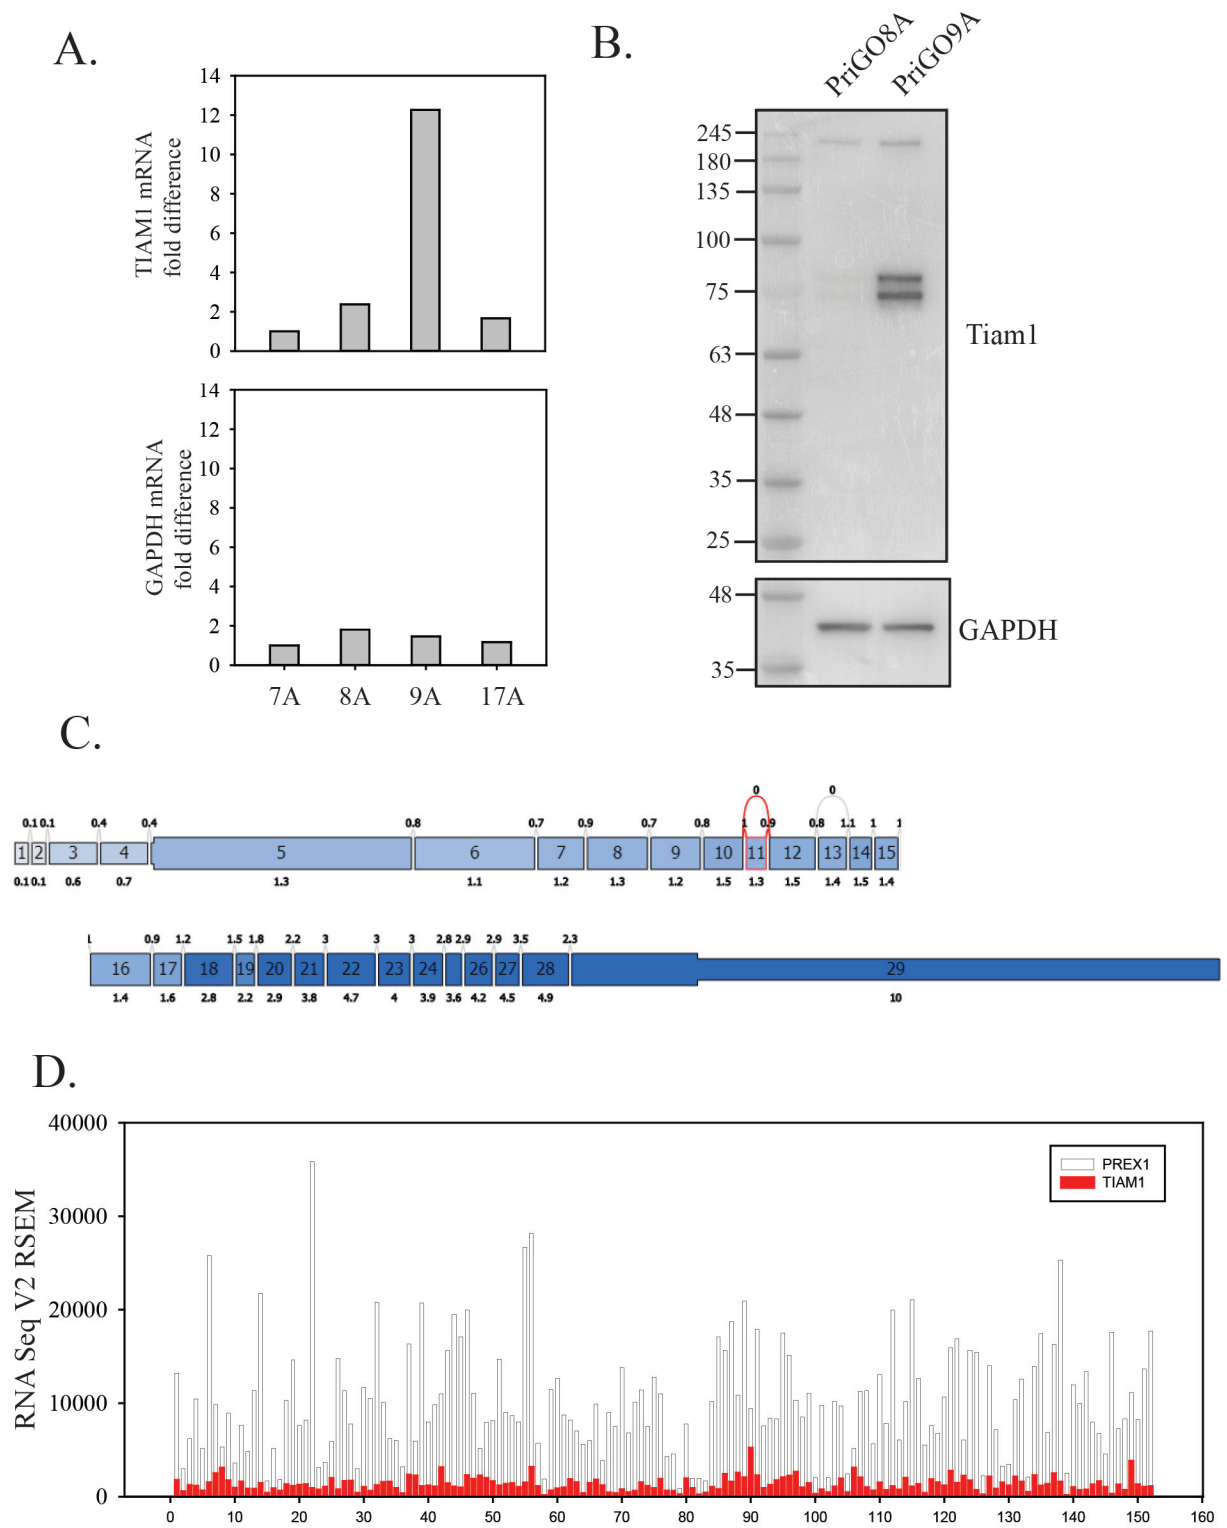 A.
14
12
10
8
6
4
2
0
TIAM1 mRNA
fold difference
14
12
10
8
6
4
2
0
GAPDH mRNA
fold difference
7A 8A 9A 17A
B.
PriGO8A PriGO9A
245
180
135
100
75
63
48
35
25
Tiam1
48
35
GAPDH
C.
0 0
0.1 0.1 0.4 0.4 0.8 0.7 0.9 0.7 0.8 1 0.9 0.8 1.1 1 1
1 2 3 4 5 6 7 8 9 10 11 12 13 14 15
0.1 0.1 0.6 0.7 1.3 1.1 1.2 1.3 1.2 1.5 1.3 1.5 1.4 1.5 1.4
1 0.9 1.2 1.5 1.8 2.2 3 3 3 2.8 2.9 2.9 3.5 2.3
16 17 18 19 20 21 22 23 24 26 27 28 29
1.4 1.6 2.8 2.2 2.9 3.8 4.7 4 3.9 3.6 4.2 4.5 4.9 10
D.
40000
30000
20000
10000
0
RNA Seq V2 RSEM
PREX1
TIAM1
0 10 20 30 40 50 60 70 80 90 100 110 120 130 140 150 160